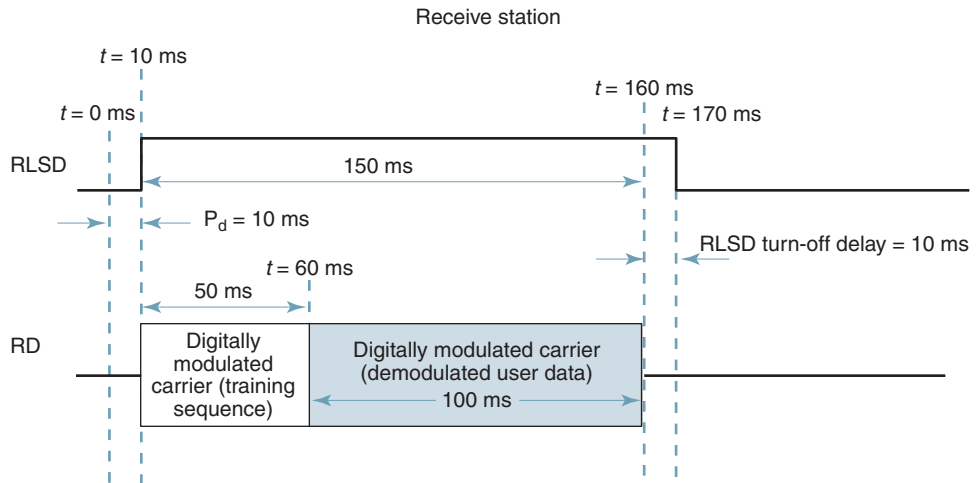 Receive station
t = 10 ms
t = 0 ms
t = 160 ms
t = 170 ms
RLSD
150 ms
Pd = 10 ms
RLSD turn-off delay = 10 ms
t = 60 ms
50 ms
RD
Digitally
modulated
carrier (training
sequence)
Digitally modulated carrier
(demodulated user data)
100 ms